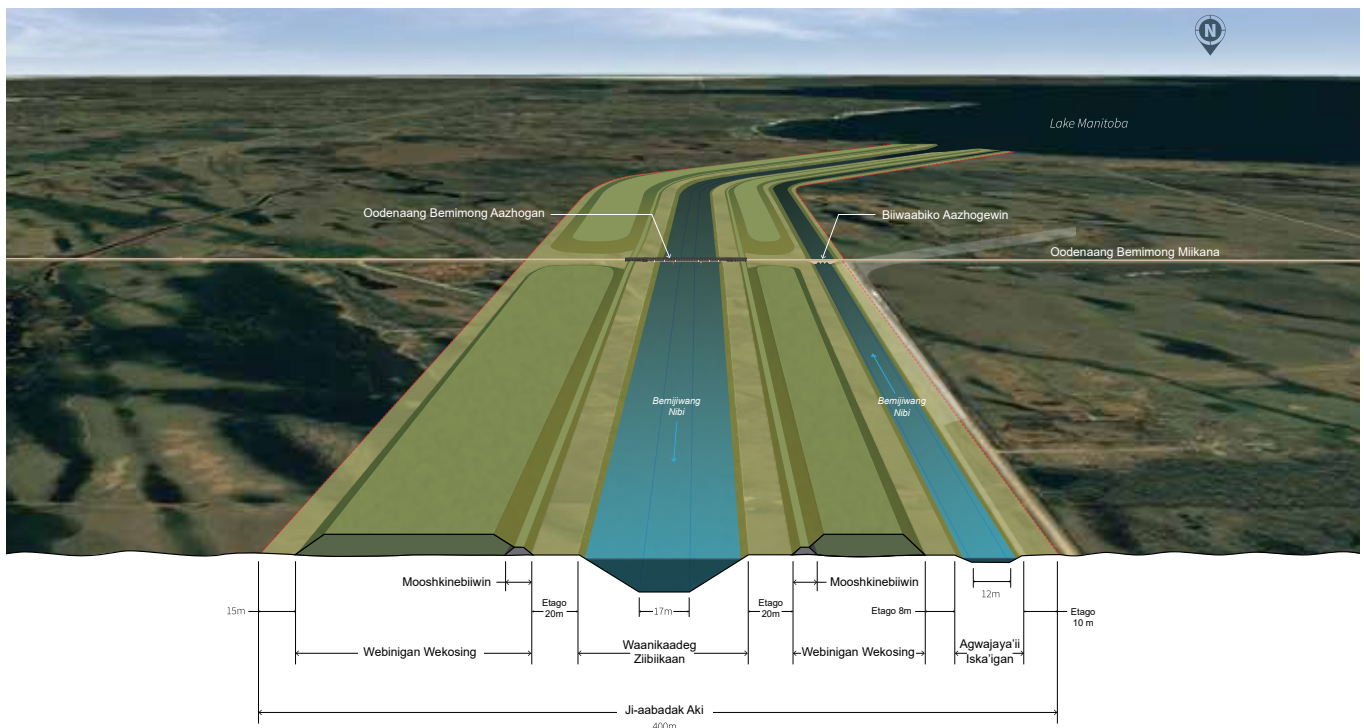 N
Lake Manitoba
Oodenaang Bemimong Aazhogan
Biiwaabiko Aazhogewin
Oodenaang Bemimong Miikana
Bemijiwang
Nibi
Bemijiwang
Nibi
Mooshkinebiiwin
Mooshkinebiiwin
15m
Etago
20m
17m
Etago
20m
Etago 8m
12m
Etago
10 m
Webinigan Wekosing
Waanikaadeg
Ziibiikaan
Webinigan Wekosing
Agwajaya'ii
Iska'igan
Ji-aabadak Aki
400m